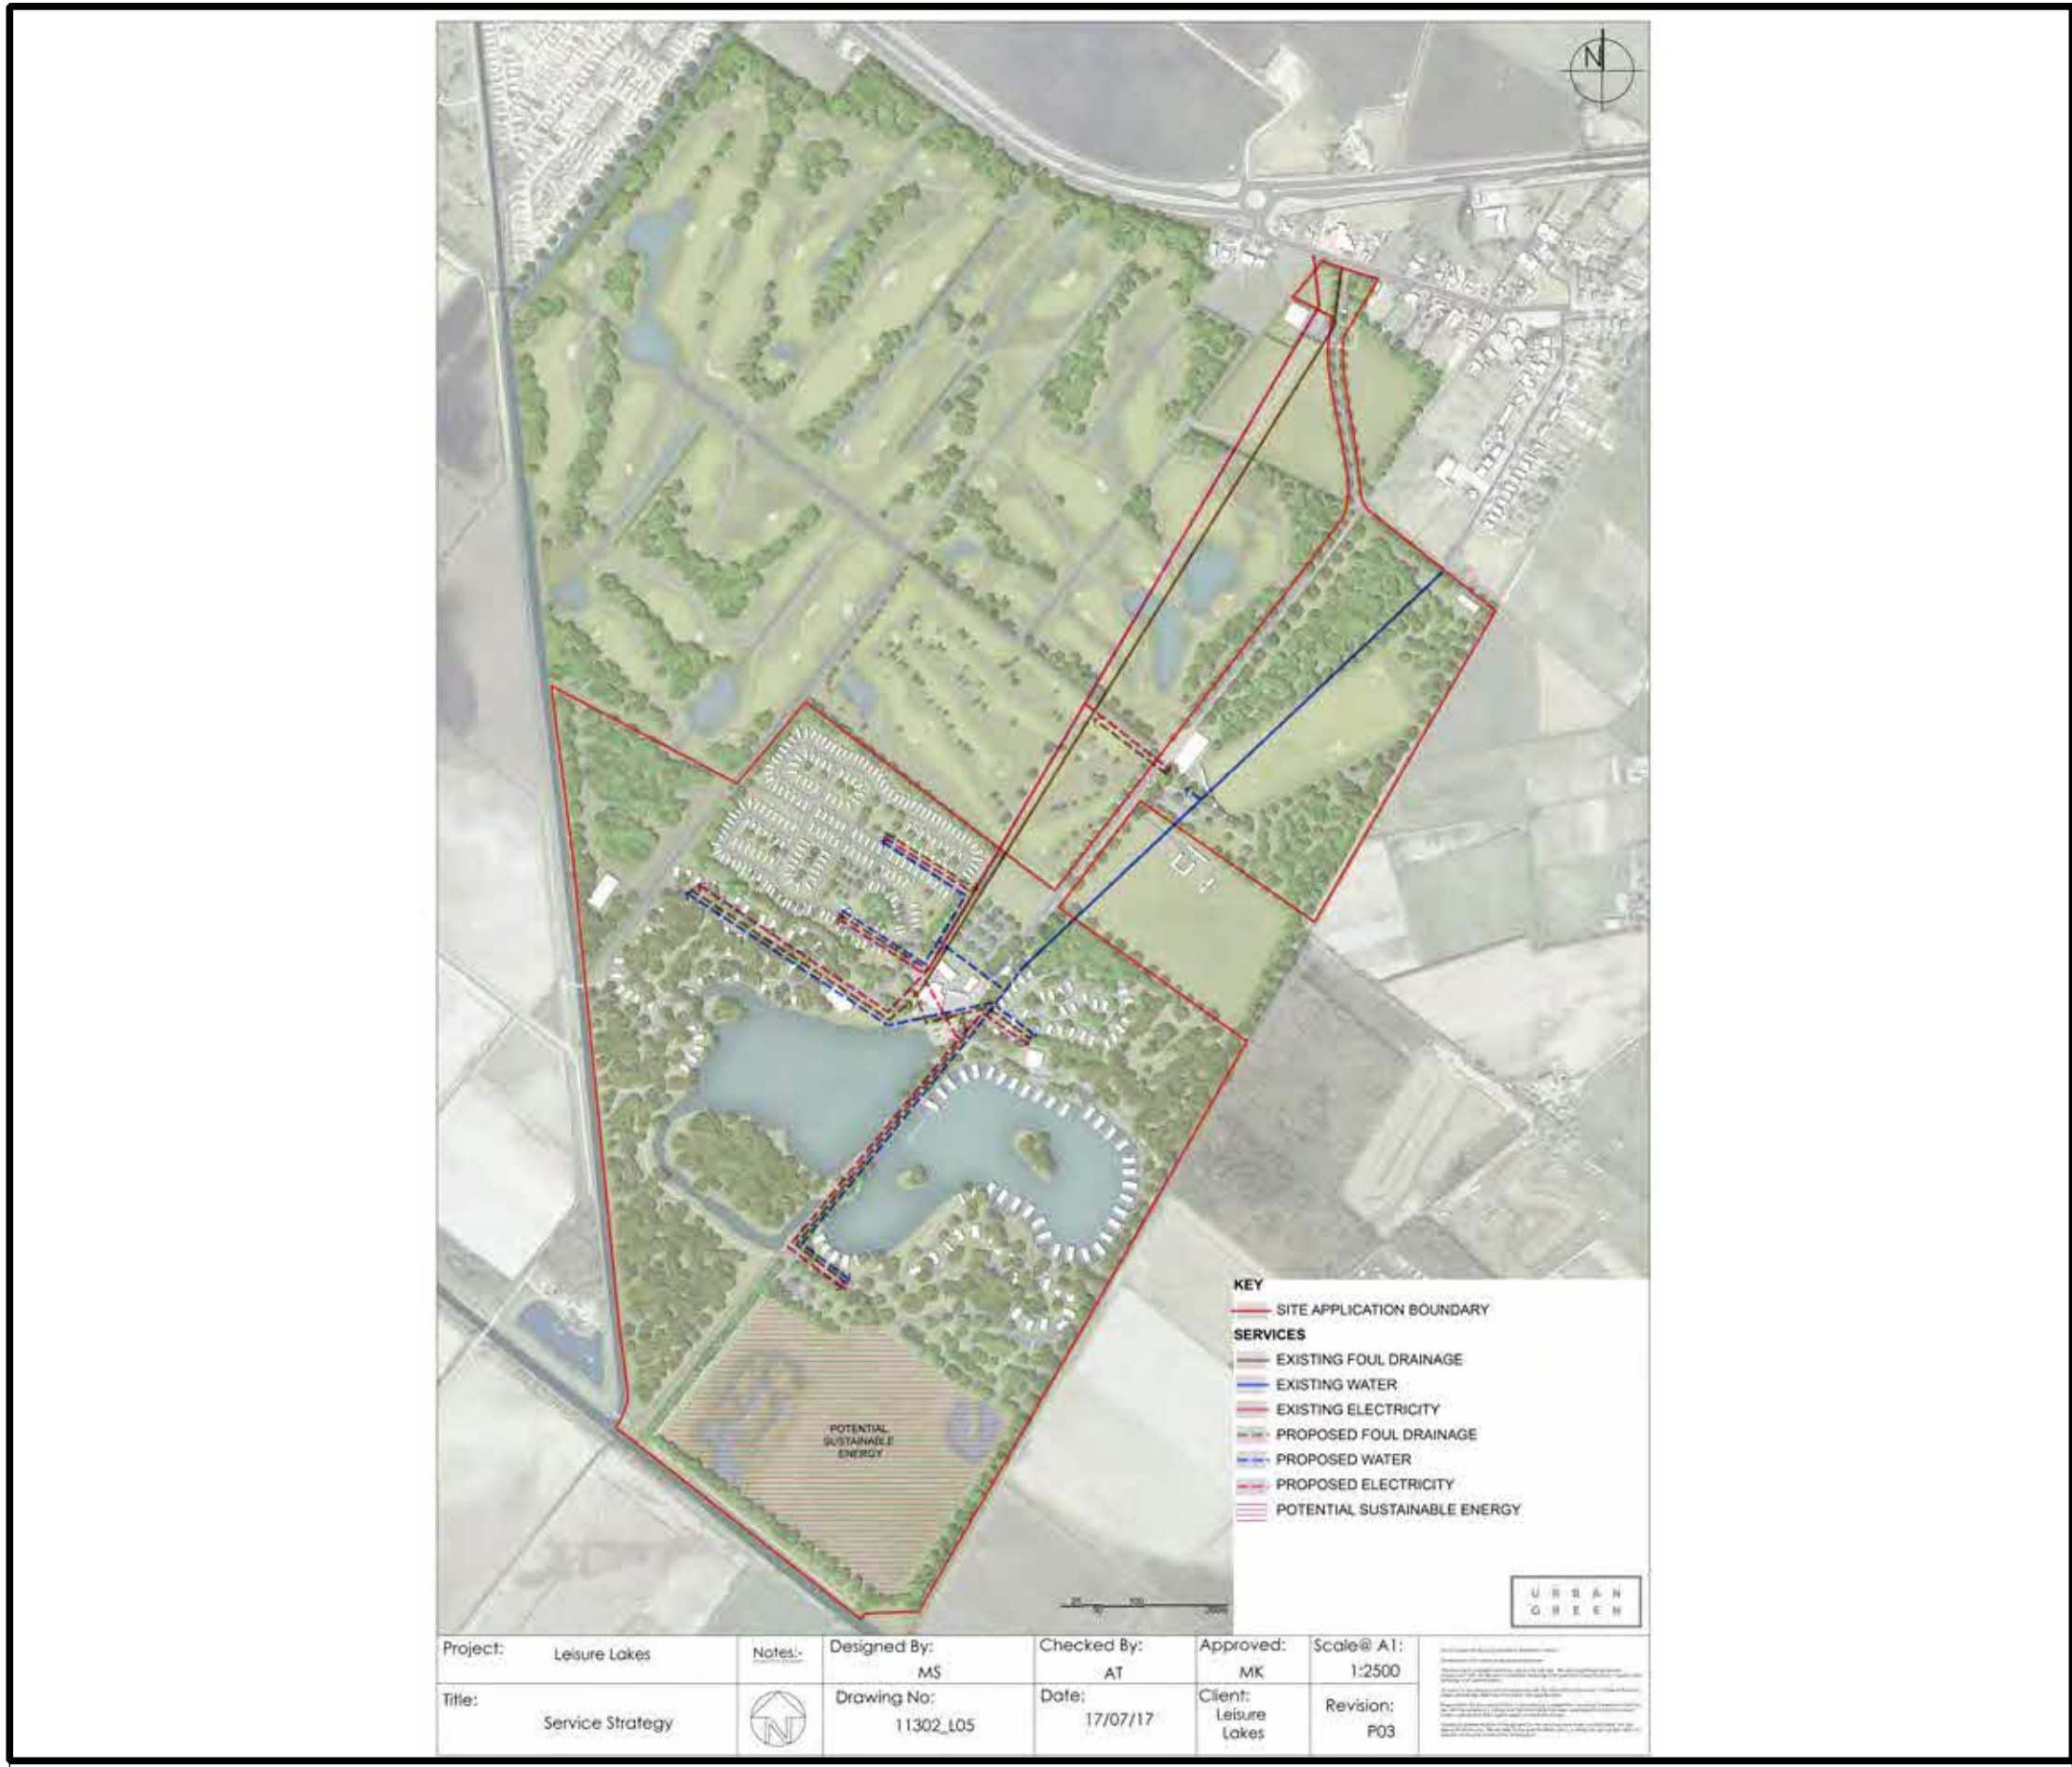 N
POTENTIAL
SUSTAINABLE
ENERGY
KEY
SITE APPLICATION BOUNDARY
SERVICES
EXISTING FOUL DRAINAGE
EXISTING WATER
EXISTING ELECTRICITY
PROPOSED FOUL DRAINAGE
PROPOSED WATER
PROPOSED ELECTRICITY
POTENTIAL SUSTAINABLE ENERGY
URBAN
GREEN
Project: Leisure Lakes
Notes:-
Designed By:
MS
Checked By:
AT
Approved:
MK
Scale@ A1:
1:2500
Title:
Service Strategy
N
Drawing No:
11302_L05
Date:
17/07/17
Client:
Leisure
Lakes
Revision:
P03